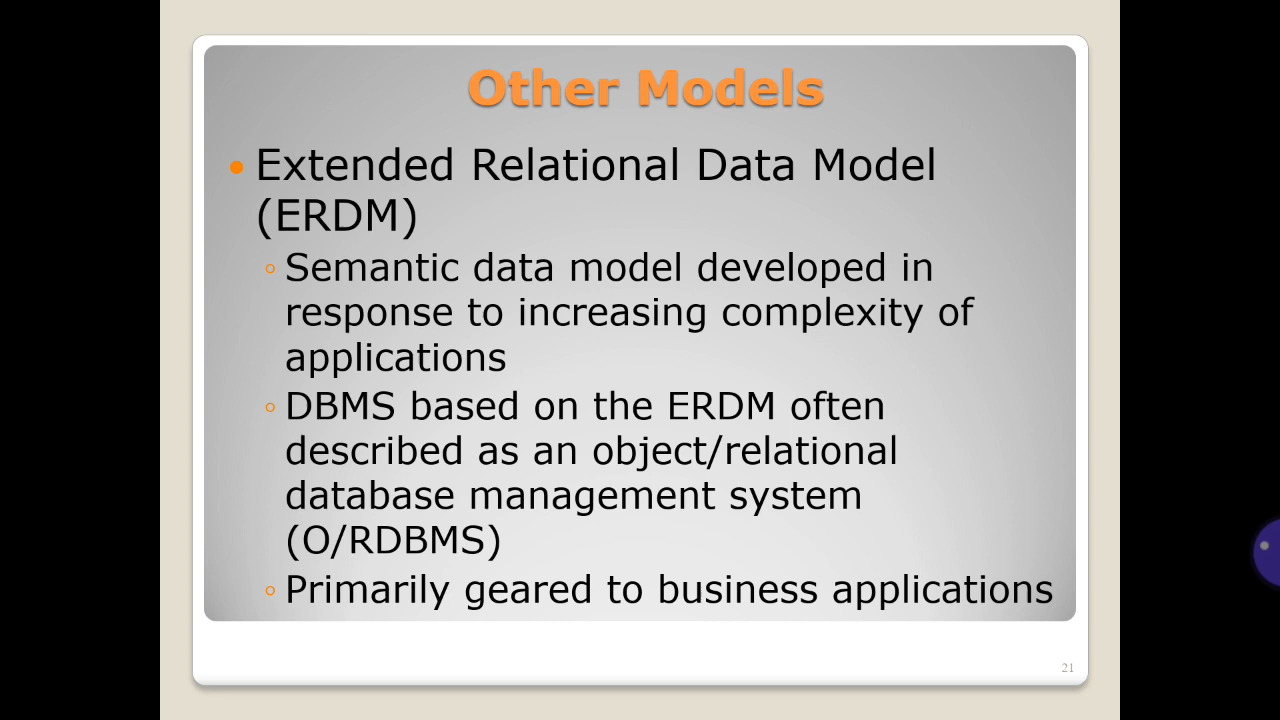 Other Models
Extended Relational Data Model
(ERDM)
Semantic data model developed in
response to increasing complexity of
applications
DBMS based on the ERDM often
described as an object/relational
database management system
(O/RDBMS)
Primarily geared to business applications
21